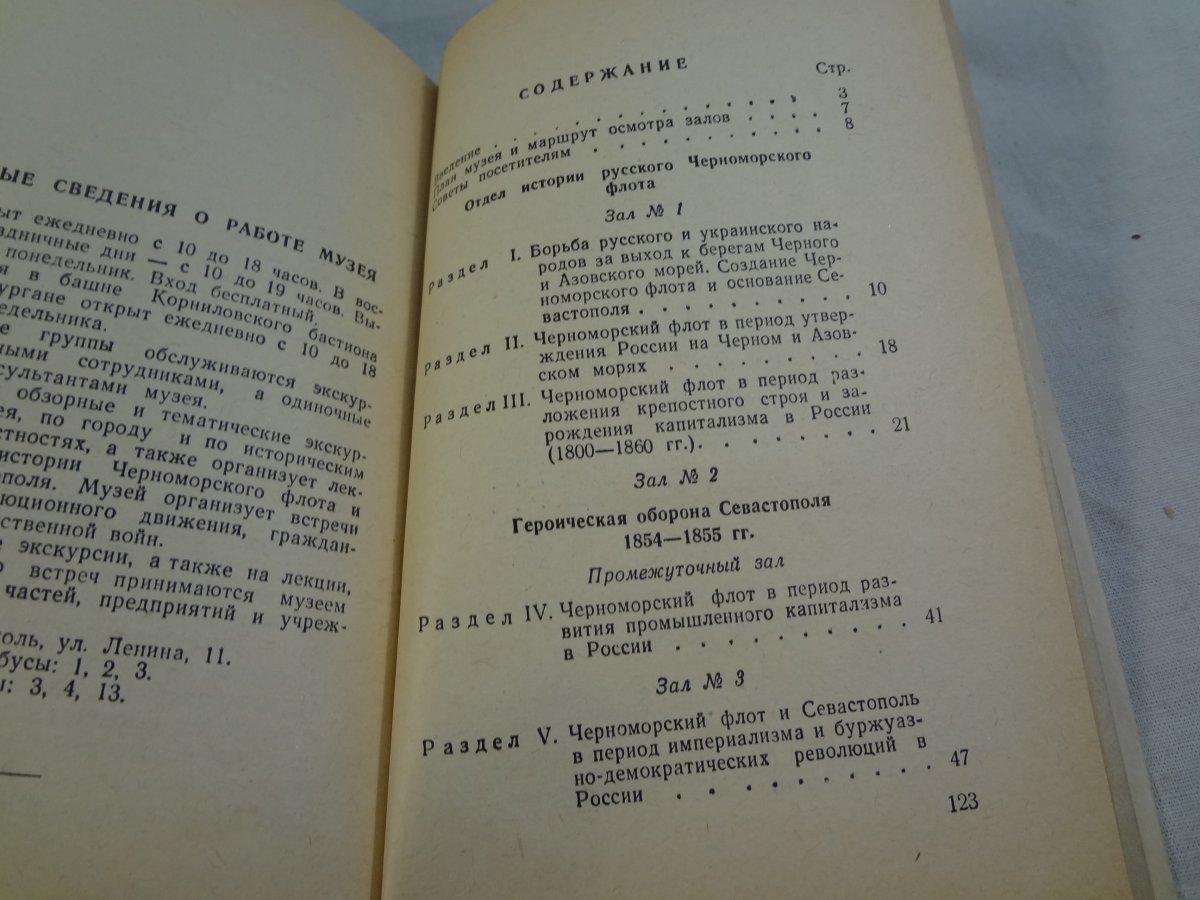 ЫЕ СВЕДЕНИЯ О РАБОТЕ МУЗЕЯ
ыт ежедневно с 10 до 18 часов. В вос-
аздничные дни — с 10 до 19 часов. Вы-
понедельник. Вход бесплатный.
я в башне Корниловского бастиона
ургане открыт ежедневно с 10 до 18
едельника.
е группы обслуживаются экскур-
ными сотрудниками, а одиночные
сультантами музея.
обзорные и тематические экскур-
ея, по городу и по историческим
етностях, а также организует лек-
истории Черноморского флота и
ополя. Музей организует встречи
юционного движения, граждан-
ественной войн.
е экскурсии, а также на лекции,
встреч принимаются музеем
частей, предприятий и учреж-
оль, ул. Ленина, 11.
бусы: 1, 2, 3.
ы: 3, 4, 13.
СОДЕРЖАНИЕ
Стр.
Введение . . . . . . . . . . 3
План музея и маршрут осмотра залов . . . . 7
Советы посетителям . . . . . . . . . 8
Отдел истории русского Черноморского
флота
Зал № 1
Раздел I. Борьба русского и украинского на-
родов за выход к берегам Черного
и Азовского морей. Создание Чер-
номорского флота и основание Се-
вастополя . . . . . . . . . 10
Раздел II. Черноморский флот в период утвер-
ждения России на Черном и Азов-
ском морях . . . . . . . . 18
Раздел III. Черноморский флот в период раз-
ложения крепостного строя и за-
рождения капитализма в России
(1800—1860 гг.). . . . . . . . 21
Зал № 2
Героическая оборона Севастополя
1854—1855 гг.
Промежуточный зал
Раздел IV. Черноморский флот в период раз-
вития промышленного капитализма
в России . . . . . . . . . 41
Зал № 3
Раздел V. Черноморский флот и Севастополь
в период империализма и буржуаз-
но-демократических революций в
России . . . . . . . . . 47
123